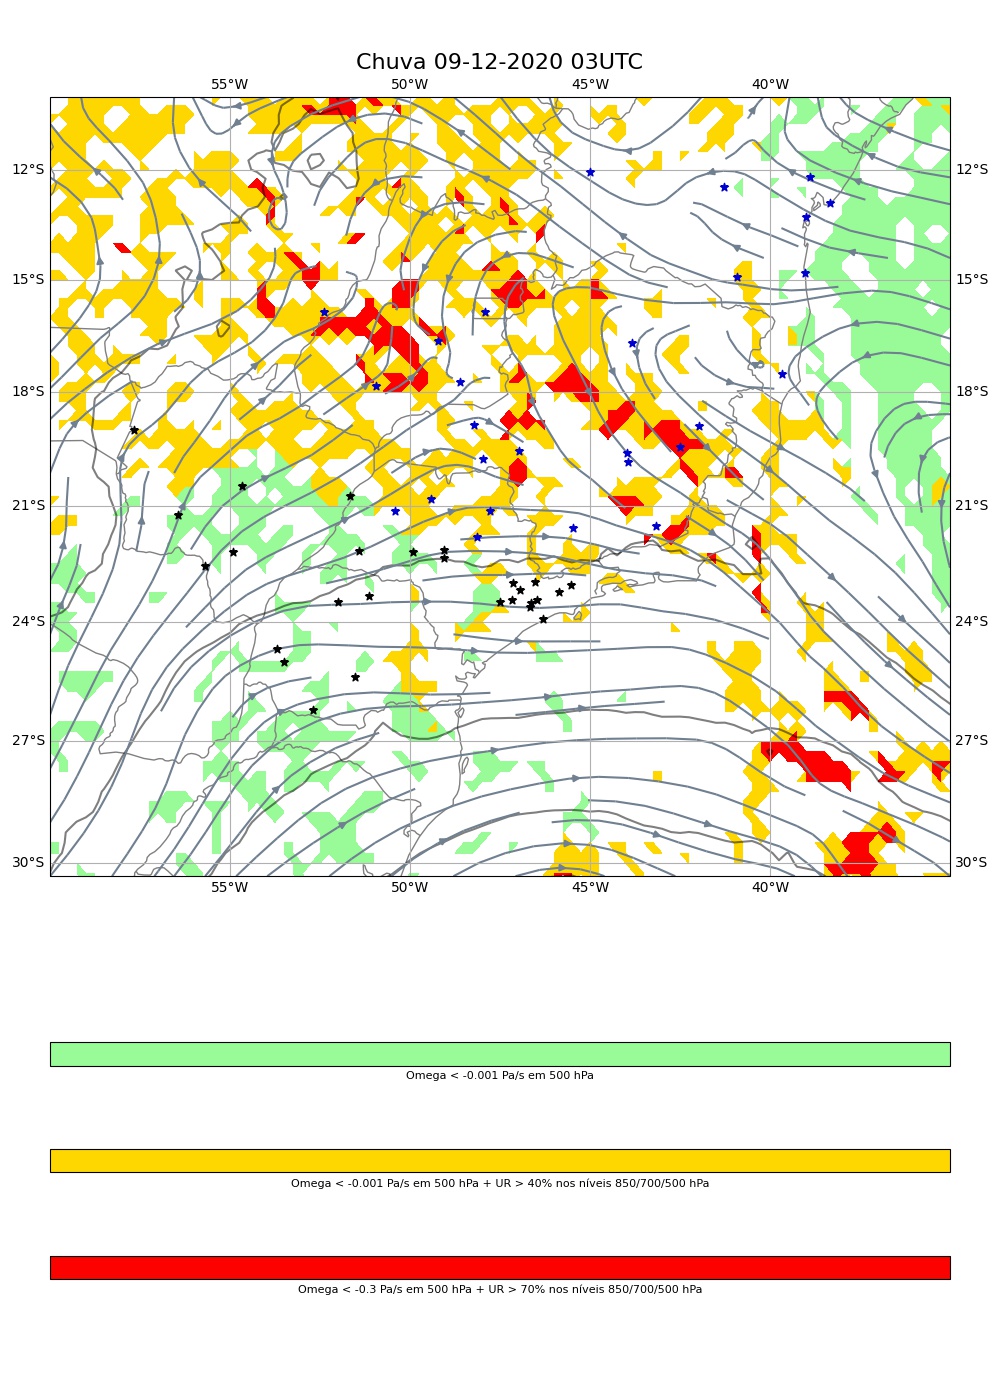 Chuva 09-12-2020 03UTC
55°W 50°W 45°W 40°W
12°S 12°S
15°S 15°S
18°S 18°S
21°S 21°S
24°S 24°S
27°S 27°S
30°S 30°S
55°W 50°W 45°W 40°W
Omega < -0.001 Pa/s em 500 hPa
Omega < -0.001 Pa/s em 500 hPa + UR > 40% nos níveis 850/700/500 hPa
Omega < -0.3 Pa/s em 500 hPa + UR > 70% nos níveis 850/700/500 hPa